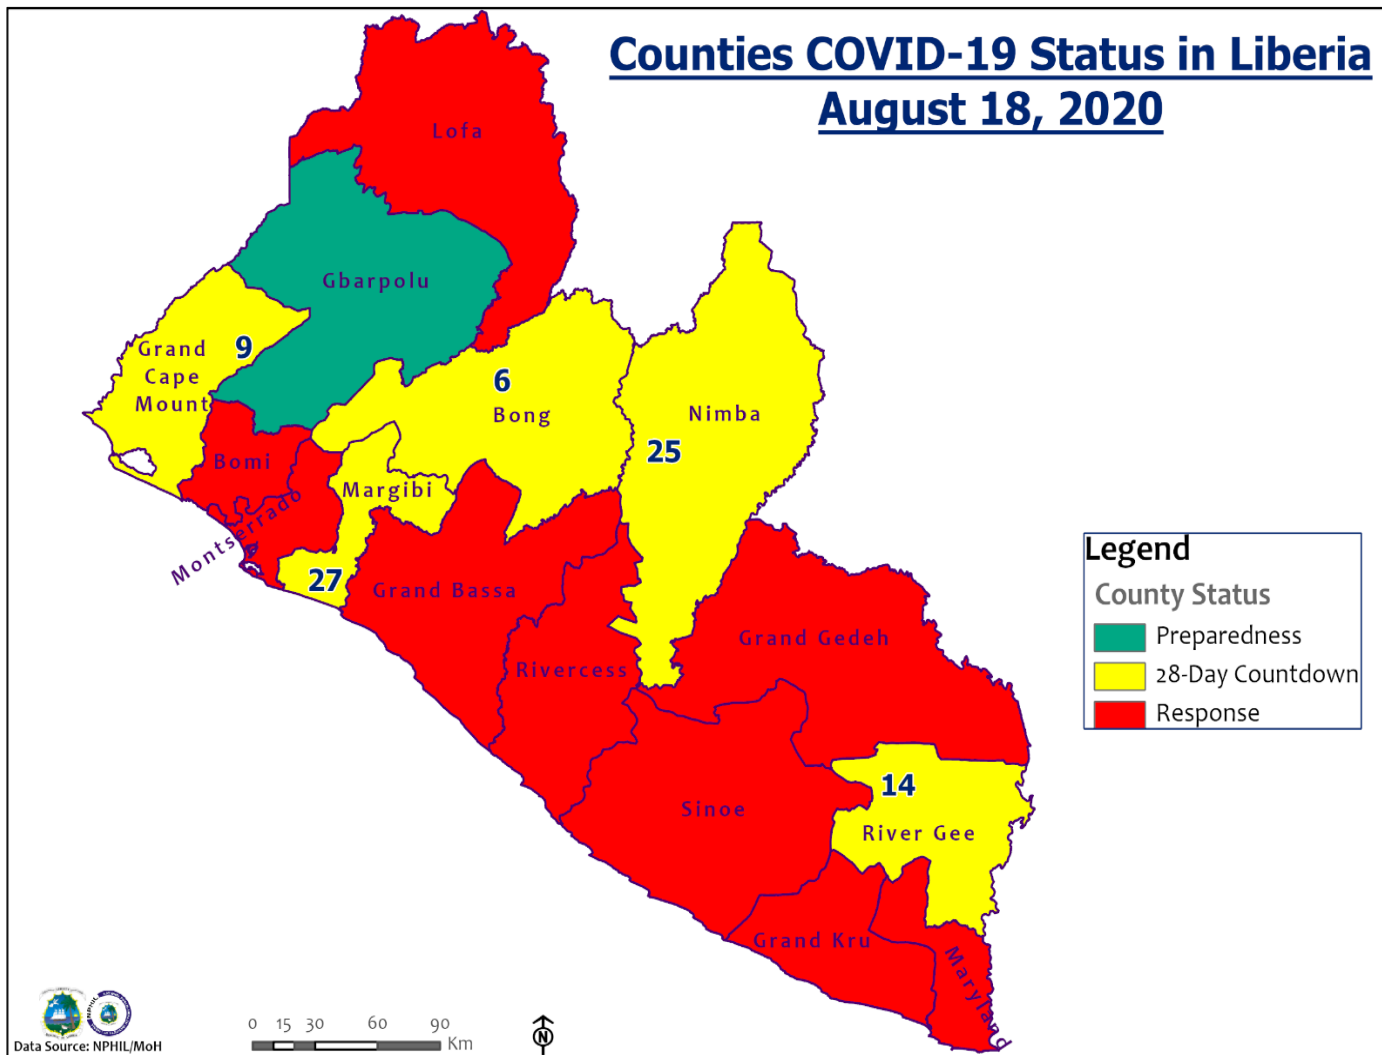 Counties COVID-19 Status in Liberia
August 18, 2020
Lofa
Gbarpolu
Grand
Cape
Mount
9
6
Bong
Nimba
25
Bomi
Margibi
Montserrado
27
Grand Bassa
Rivercess
Grand Gedeh
Sinoe
14
River Gee
Grand Kru
Maryland
Legend
County Status
Preparedness
28-Day Countdown
Response
NPHIL
Data Source: NPHIL/MoH
0 15 30 60 90
Km
N